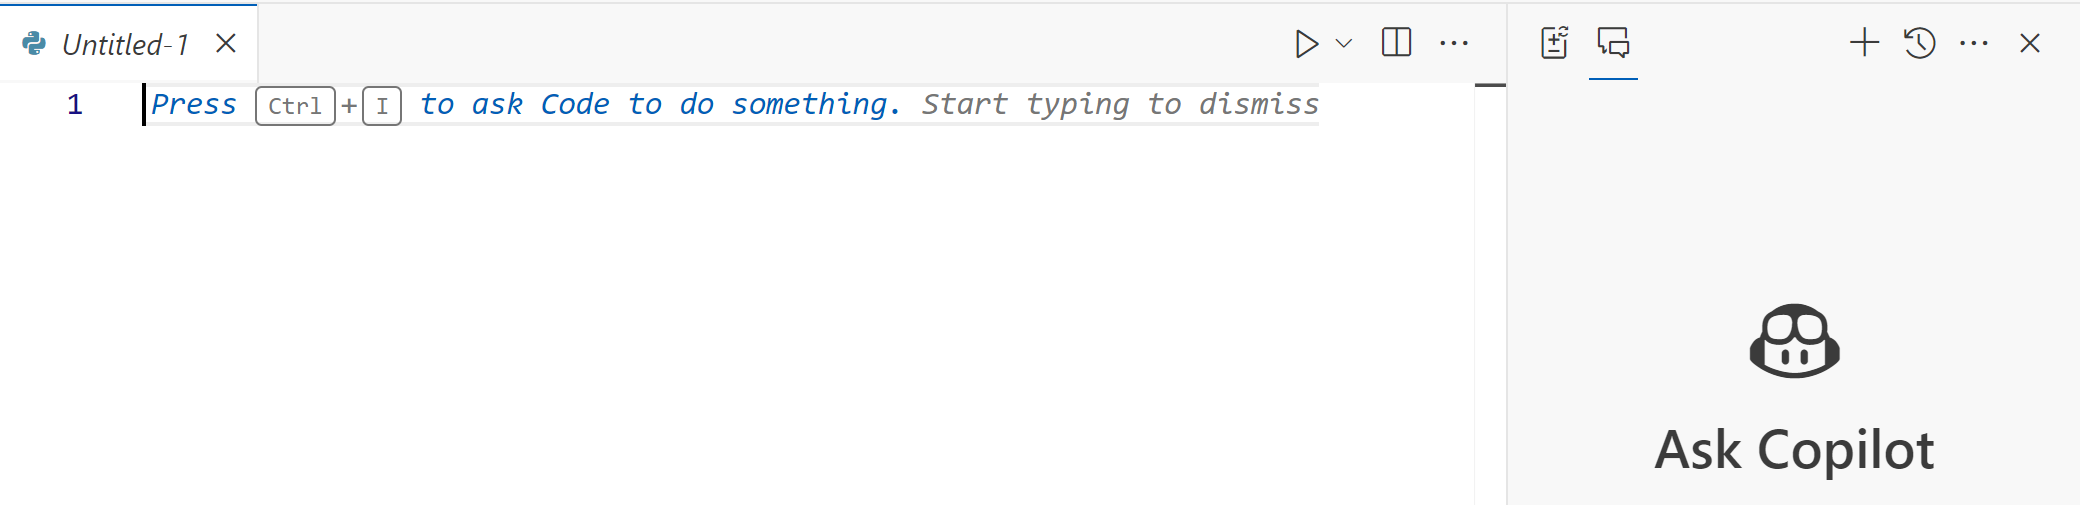 Untitled-1
1 Press Ctrl+I to ask Code to do something. Start typing to dismiss
Ask Copilot